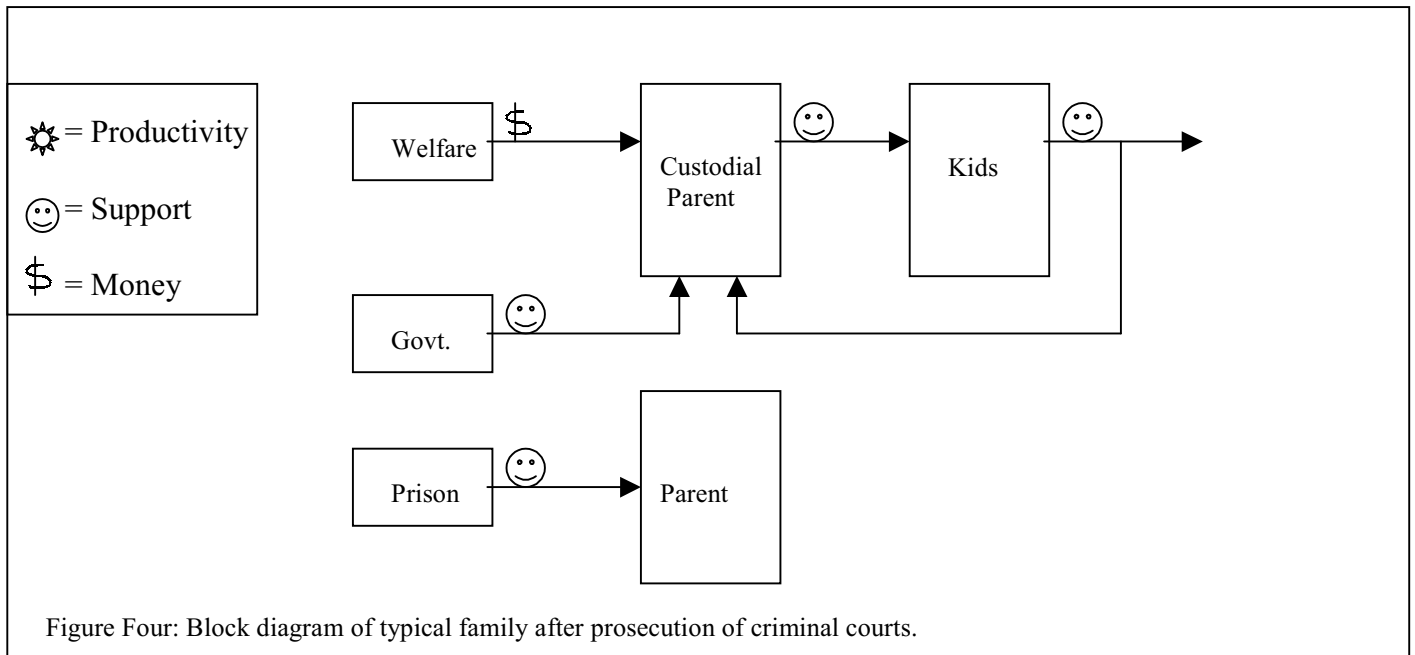 = Productivity
= Support
$ = Money
Welfare
$
Custodial
Parent
Kids
Govt.
Prison
Parent
Figure Four: Block diagram of typical family after prosecution of criminal courts.